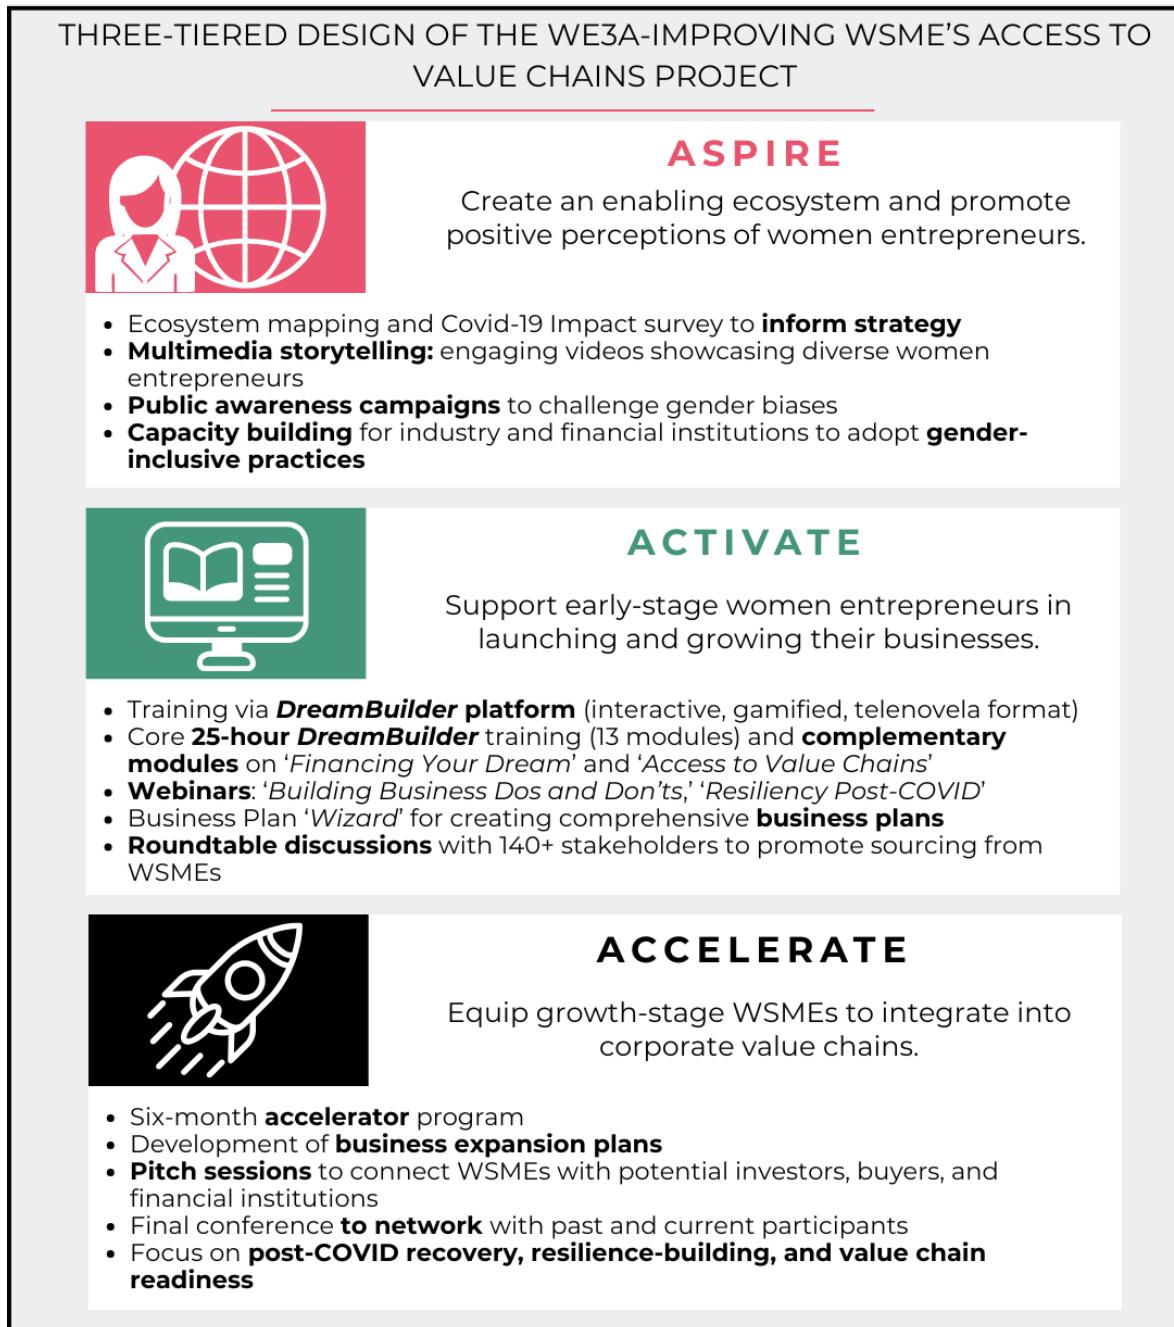 THREE-TIERED DESIGN OF THE WE3A-IMPROVING WSME'S ACCESS TO
VALUE CHAINS PROJECT
ASPIRE
Create an enabling ecosystem and promote
positive perceptions of women entrepreneurs.
• Ecosystem mapping and Covid-19 Impact survey to inform strategy
• Multimedia storytelling: engaging videos showcasing diverse women
entrepreneurs
• Public awareness campaigns to challenge gender biases
• Capacity building for industry and financial institutions to adopt gender-
inclusive practices
ACTIVATE
Support early-stage women entrepreneurs in
launching and growing their businesses.
• Training via DreamBuilder platform (interactive, gamified, telenovela format)
• Core 25-hour DreamBuilder training (13 modules) and complementary
modules on ‘Financing Your Dream’ and ‘Access to Value Chains’
• Webinars: ‘Building Business Dos and Don’ts,’ ‘Resiliency Post-COVID’
• Business Plan ‘Wizard’ for creating comprehensive business plans
• Roundtable discussions with 140+ stakeholders to promote sourcing from
WSMEs
ACCELERATE
Equip growth-stage WSMEs to integrate into
corporate value chains.
• Six-month accelerator program
• Development of business expansion plans
• Pitch sessions to connect WSMEs with potential investors, buyers, and
financial institutions
• Final conference to network with past and current participants
• Focus on post-COVID recovery, resilience-building, and value chain
readiness